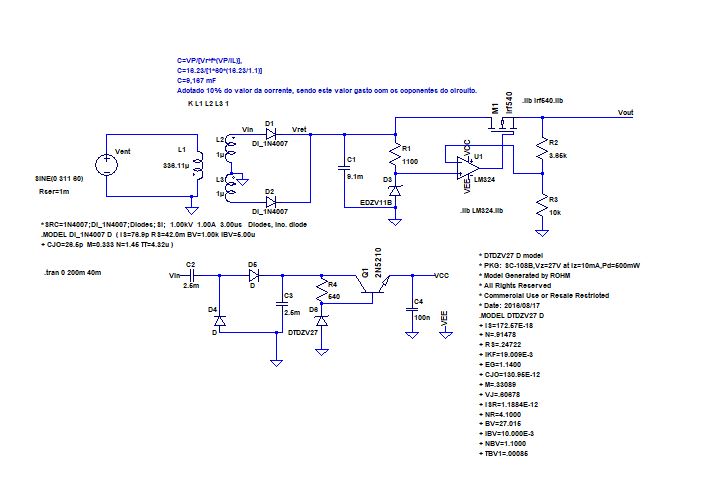 C=VP/[Vr*f*(VP/IL)],
C=16.23/[1*60*(16.23/1.1)]
C=9,167 mF
Adotado 10% do valor da corrente, sendo este valor gasto com os oponentes do circuito.
K L1 L2 L3 1
.lib irf540.lib
M1
irf540
Vout
Vent
SINE(0 311 60)
Rser=1m
L1
336.11µ
L2
1µ
L3
1µ
Vin
D1
DI_1N4007
Vret
D2
DI_1N4007
C1
9.1m
R1
1100
D3
EDZV11B
VCC
U1
LM324
VEE
.lib LM324.lib
R2
3.65k
R3
10k
* SRC=1N4007;DI_1N4007;Diodes; Si; 1.00kV 1.00A 3.00us Diodes, Inc. diode
.MODEL DI_1N4007 D ( IS=76.9p RS=42.0m BV=1.00k IBV=5.00u
+ CJO=26.5p M=0.333 N=1.45 TT=4.32u )
.tran 0 200m 40m
Vin
C2
2.5m
D5
D
D4
D
C3
2.5m
R4
540
D6
DTDZV27
Q1
2N5210
VCC
C4
100n
VEE
* DTDZV27 D model
* PKG: SC-108B,Vz=27V at Iz=10mA,Pd=500mW
* Model Generated by ROHM
* All Rights Reserved
* Commercial Use or Resale Restricted
* Date: 2016/08/17
.MODEL DTDZV27 D
+ IS=172.57E-18
+ N=.91478
+ RS=.24722
+ IKF=19.009E-3
+ EG=1.1400
+ CJO=130.95E-12
+ M=.33089
+ VJ=.60678
+ ISR=1.1884E-12
+ NR=4.1000
+ BV=27.015
+ IBV=10.000E-3
+ NBV=1.1000
+ TBV1=.00085